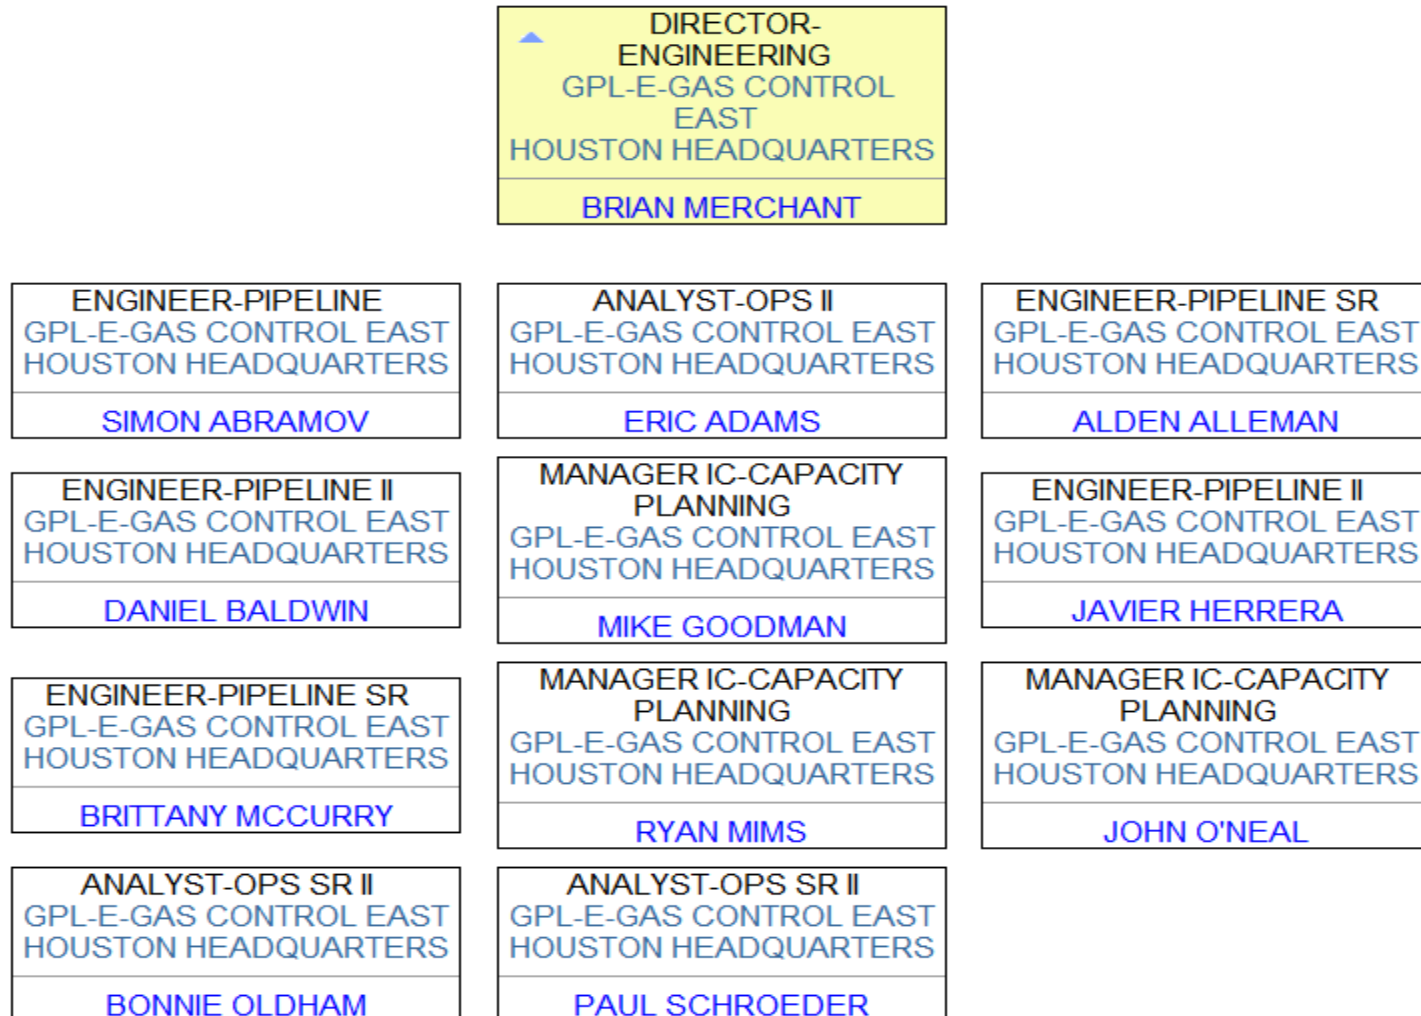 DIRECTOR-
ENGINEERING
GPL-E-GAS CONTROL
EAST
HOUSTON HEADQUARTERS
BRIAN MERCHANT
ENGINEER-PIPELINE
GPL-E-GAS CONTROL EAST
HOUSTON HEADQUARTERS
SIMON ABRAMOV
ANALYST-OPS II
GPL-E-GAS CONTROL EAST
HOUSTON HEADQUARTERS
ERIC ADAMS
ENGINEER-PIPELINE SR
GPL-E-GAS CONTROL EAST
HOUSTON HEADQUARTERS
ALDEN ALLEMAN
ENGINEER-PIPELINE II
GPL-E-GAS CONTROL EAST
HOUSTON HEADQUARTERS
DANIEL BALDWIN
MANAGER IC-CAPACITY
PLANNING
GPL-E-GAS CONTROL EAST
HOUSTON HEADQUARTERS
MIKE GOODMAN
ENGINEER-PIPELINE II
GPL-E-GAS CONTROL EAST
HOUSTON HEADQUARTERS
JAVIER HERRERA
ENGINEER-PIPELINE SR
GPL-E-GAS CONTROL EAST
HOUSTON HEADQUARTERS
BRITTANY MCCURRY
MANAGER IC-CAPACITY
PLANNING
GPL-E-GAS CONTROL EAST
HOUSTON HEADQUARTERS
RYAN MIMS
MANAGER IC-CAPACITY
PLANNING
GPL-E-GAS CONTROL EAST
HOUSTON HEADQUARTERS
JOHN O'NEAL
ANALYST-OPS SR II
GPL-E-GAS CONTROL EAST
HOUSTON HEADQUARTERS
BONNIE OLDHAM
ANALYST-OPS SR II
GPL-E-GAS CONTROL EAST
HOUSTON HEADQUARTERS
PAUL SCHROEDER